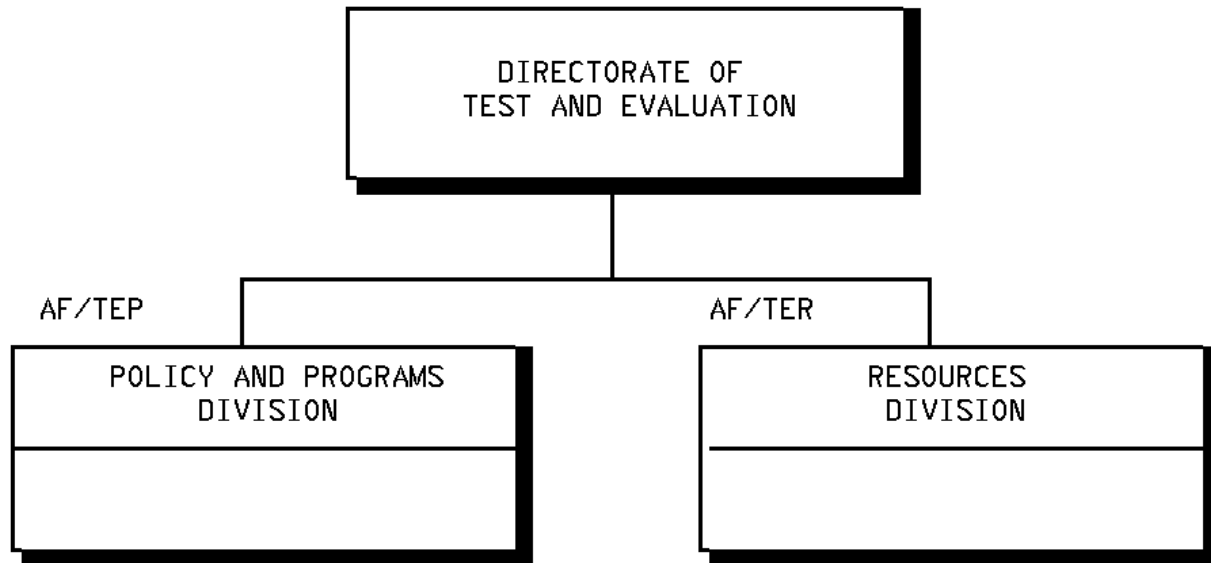 DIRECTORATE OF
TEST AND EVALUATION
AF/TEP
AF/TER
POLICY AND PROGRAMS
DIVISION
RESOURCES
DIVISION